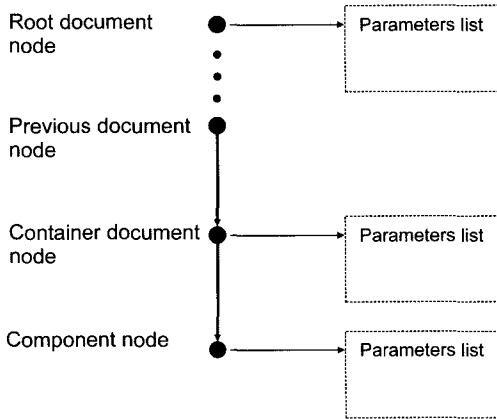 Root document
node
Parameters list
Previous document
node
Container document
node
Parameters list
Component node
Parameters list